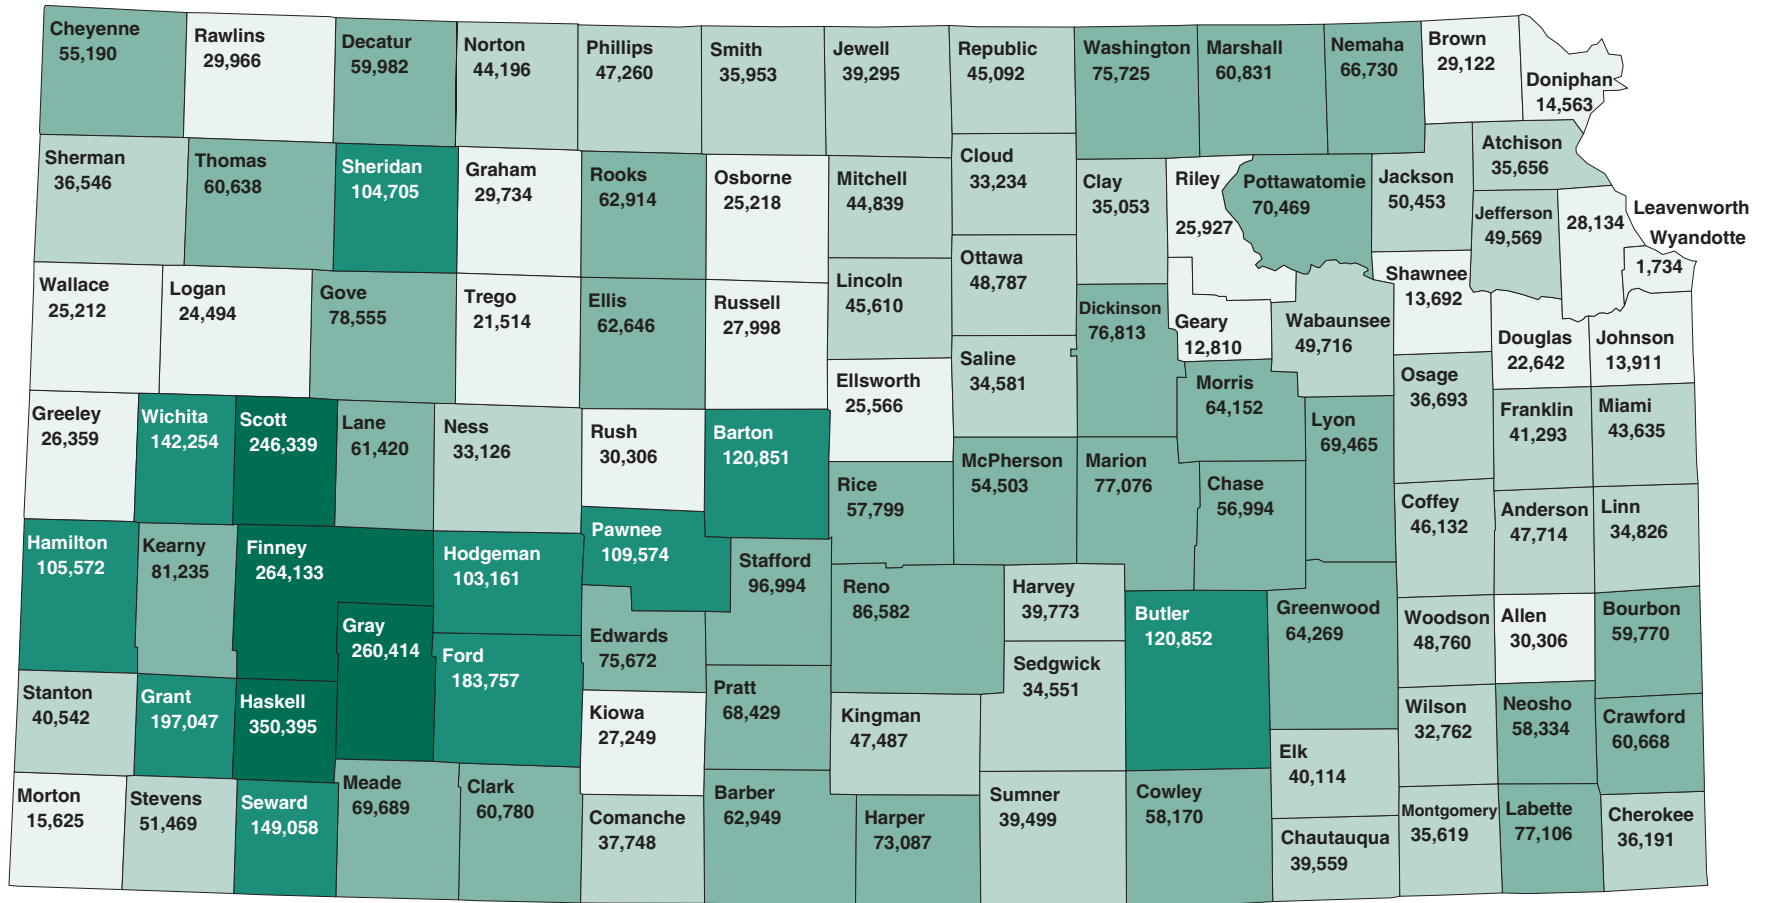 Cheyenne
55,190
Rawlins
29,966
Decatur
59,982
Norton
44,196
Phillips
47,260
Smith
35,953
Jewell
39,295
Republic
45,092
Washington
75,725
Marshall
60,831
Nemaha
66,730
Brown
29,122
Doniphan
14,563
Sherman
36,546
Thomas
60,638
Sheridan
104,705
Graham
29,734
Rooks
62,914
Osborne
25,218
Mitchell
44,839
Cloud
33,234
Clay
35,053
Riley
25,927
Pottawatomie
70,469
Jackson
50,453
Atchison
35,656
Jefferson
49,569
Leavenworth
28,134
Wyandotte
1,734
Wallace
25,212
Logan
24,494
Gove
78,555
Trego
21,514
Ellis
62,646
Russell
27,998
Lincoln
45,610
Ottawa
48,787
Dickinson
76,813
Geary
12,810
Wabaunsee
49,716
Shawnee
13,692
Douglas
22,642
Johnson
13,911
Ellsworth
25,566
Saline
34,581
Morris
64,152
Osage
36,693
Greeley
26,359
Wichita
142,254
Scott
246,339
Lane
61,420
Ness
33,126
Rush
30,306
Barton
120,851
Rice
57,799
McPherson
54,503
Marion
77,076
Chase
56,994
Lyon
69,465
Franklin
41,293
Miami
43,635
Coffey
46,132
Anderson
47,714
Linn
34,826
Hamilton
105,572
Kearny
81,235
Finney
264,133
Hodgeman
103,161
Pawnee
109,574
Stafford
96,994
Reno
86,582
Harvey
39,773
Butler
120,852
Greenwood
64,269
Woodson
48,760
Allen
30,306
Bourbon
59,770
Gray
260,414
Ford
183,757
Edwards
75,672
Sedgwick
34,551
Stanton
40,542
Grant
197,047
Haskell
350,395
Kiowa
27,249
Pratt
68,429
Kingman
47,487
Wilson
32,762
Neosho
58,334
Crawford
60,668
Elk
40,114
Morton
15,625
Stevens
51,469
Seward
149,058
Meade
69,689
Clark
60,780
Comanche
37,748
Barber
62,949
Harper
73,087
Sumner
39,499
Cowley
58,170
Chautauqua
39,559
Montgomery
35,619
Labette
77,106
Cherokee
36,191